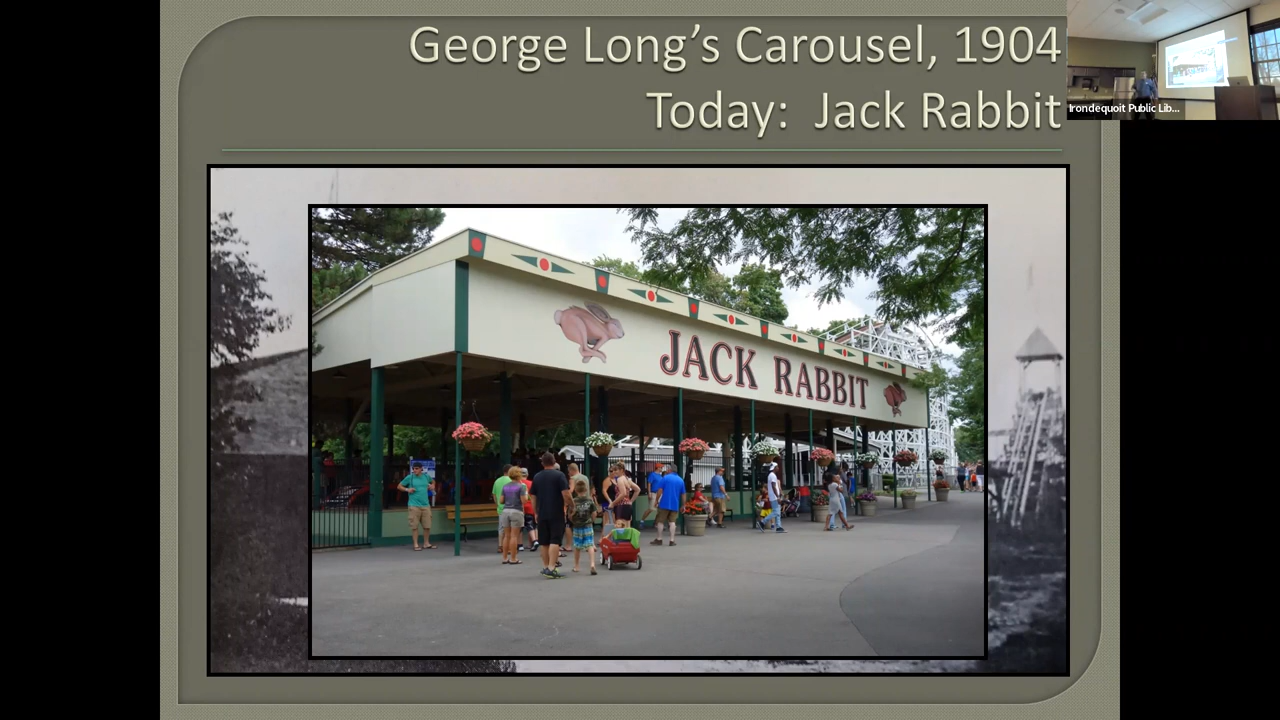 George Long’s Carousel, 1904
Today:  Jack Rabbit
Irondequoit Public Lib...
JACK RABBIT